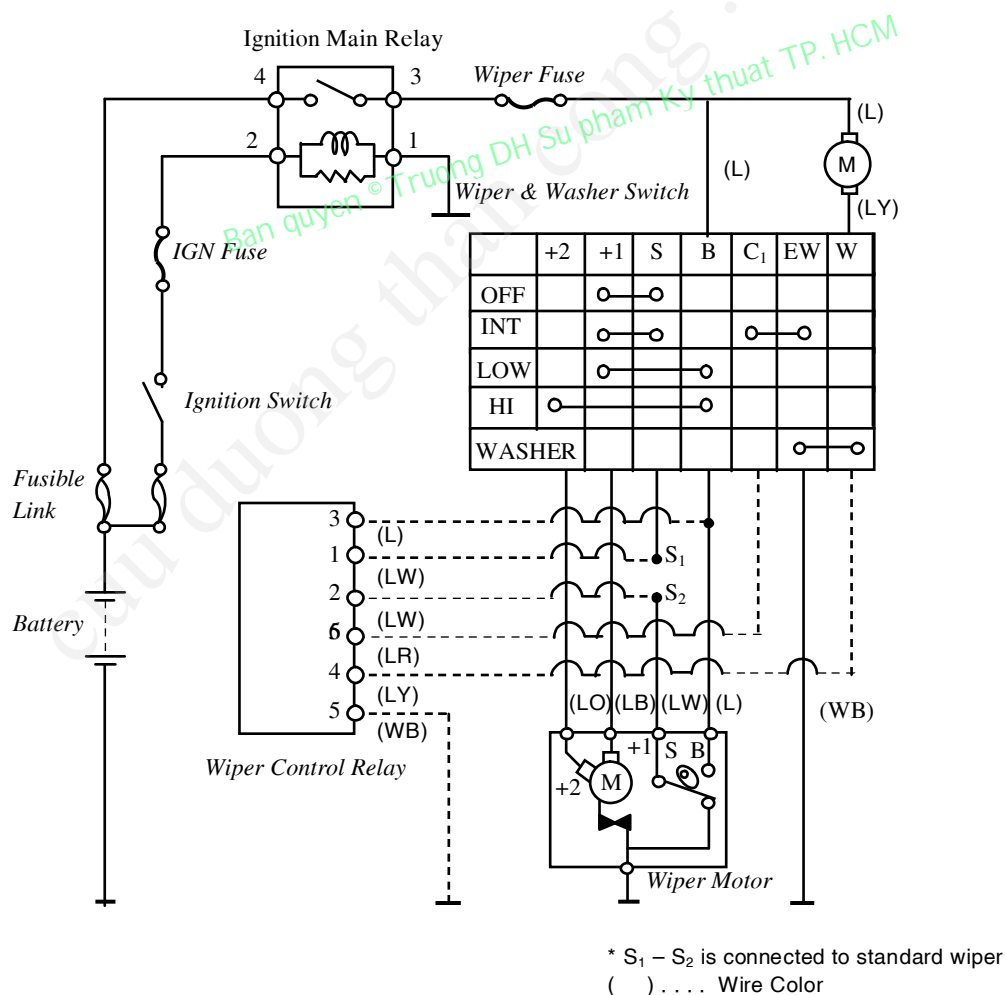 Ignition Main Relay
4
3
Wiper Fuse
2
1
(L)
M
(L)
(LY)
Ban quyen © Truong DH Su pham Ky thuat TP. HCM
cuu duong than cong .
Wiper & Washer Switch
IGN Fuse
+2 +1 S B C₁ EW W
OFF
INT
LOW
HI
WASHER
Ignition Switch
Fusible
Link
3
(L)
1
S₁
(LW)
2
S₂
(LW)
6
(LR)
4
(LY)
5
(WB)
Battery
(LO) (LB) (LW) (L)
(WB)
Wiper Control Relay
+1 S B
+2
M
Wiper Motor
* S₁ – S₂ is connected to standard wiper
( ) . . . . Wire Color